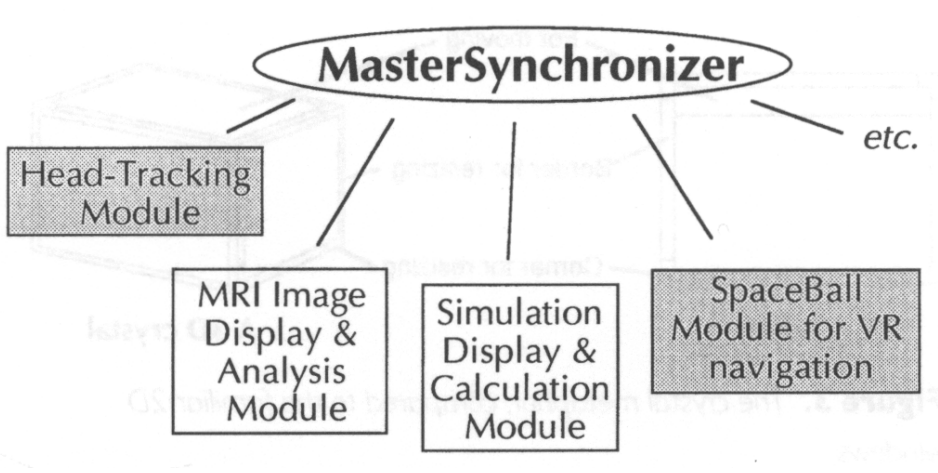 MasterSynchronizer
etc.
Head-Tracking
Module
MRI Image
Display &
Analysis
Module
Simulation
Display &
Calculation
Module
SpaceBall
Module for VR
navigation